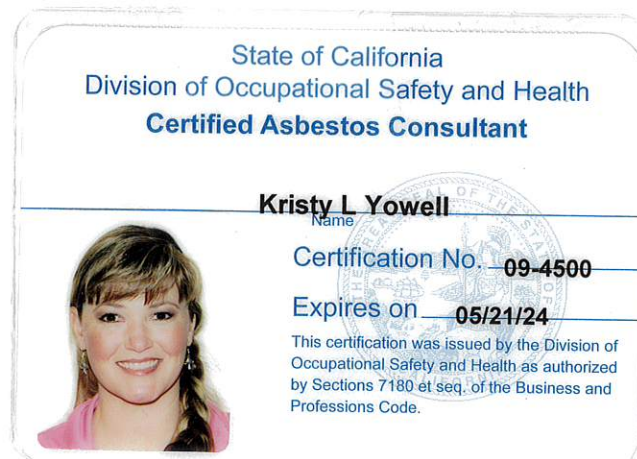 State of California
Division of Occupational Safety and Health
Certified Asbestos Consultant
Kristy L Yowell
Name
Certification No. 09-4500
Expires on 05/21/24
This certification was issued by the Division of
Occupational Safety and Health as authorized
by Sections 7180 et seq. of the Business and
Professions Code.